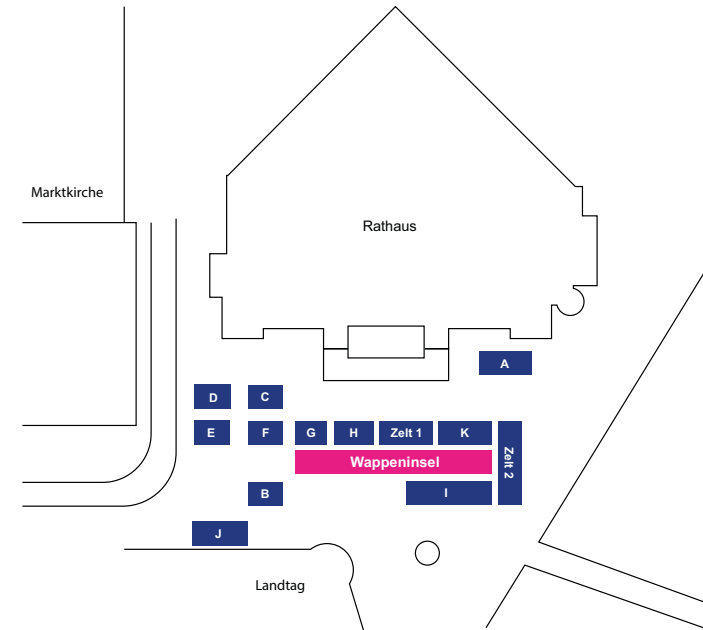 Marktkirche
Rathaus
A
D
C
E
F
G
H
Zelt 1
K
Zelt 2
Wappeninsel
B
I
J
Landtag